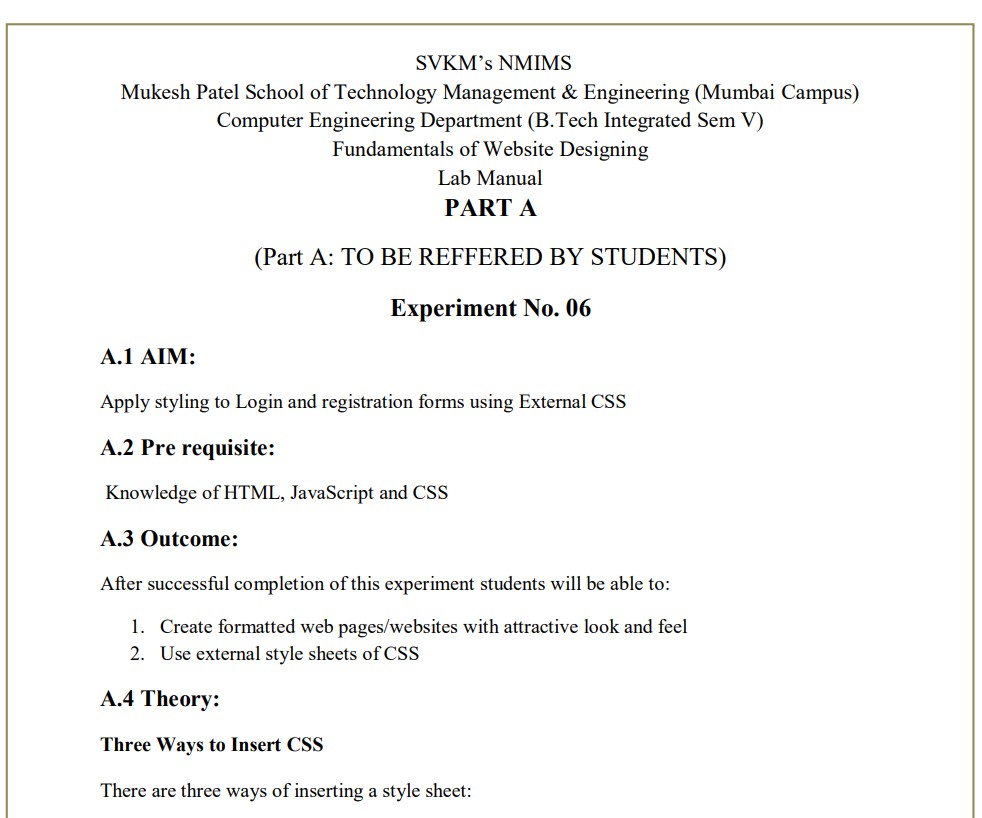 SVKM’s NMIMS
Mukesh Patel School of Technology Management & Engineering (Mumbai Campus)
Computer Engineering Department (B.Tech Integrated Sem V)
Fundamentals of Website Designing
Lab Manual
PART A
(Part A: TO BE REFFERED BY STUDENTS)
Experiment No. 06
A.1 AIM:
Apply styling to Login and registration forms using External CSS
A.2 Pre requisite:
Knowledge of HTML, JavaScript and CSS
A.3 Outcome:
After successful completion of this experiment students will be able to:
1. Create formatted web pages/websites with attractive look and feel
2. Use external style sheets of CSS
A.4 Theory:
Three Ways to Insert CSS
There are three ways of inserting a style sheet: